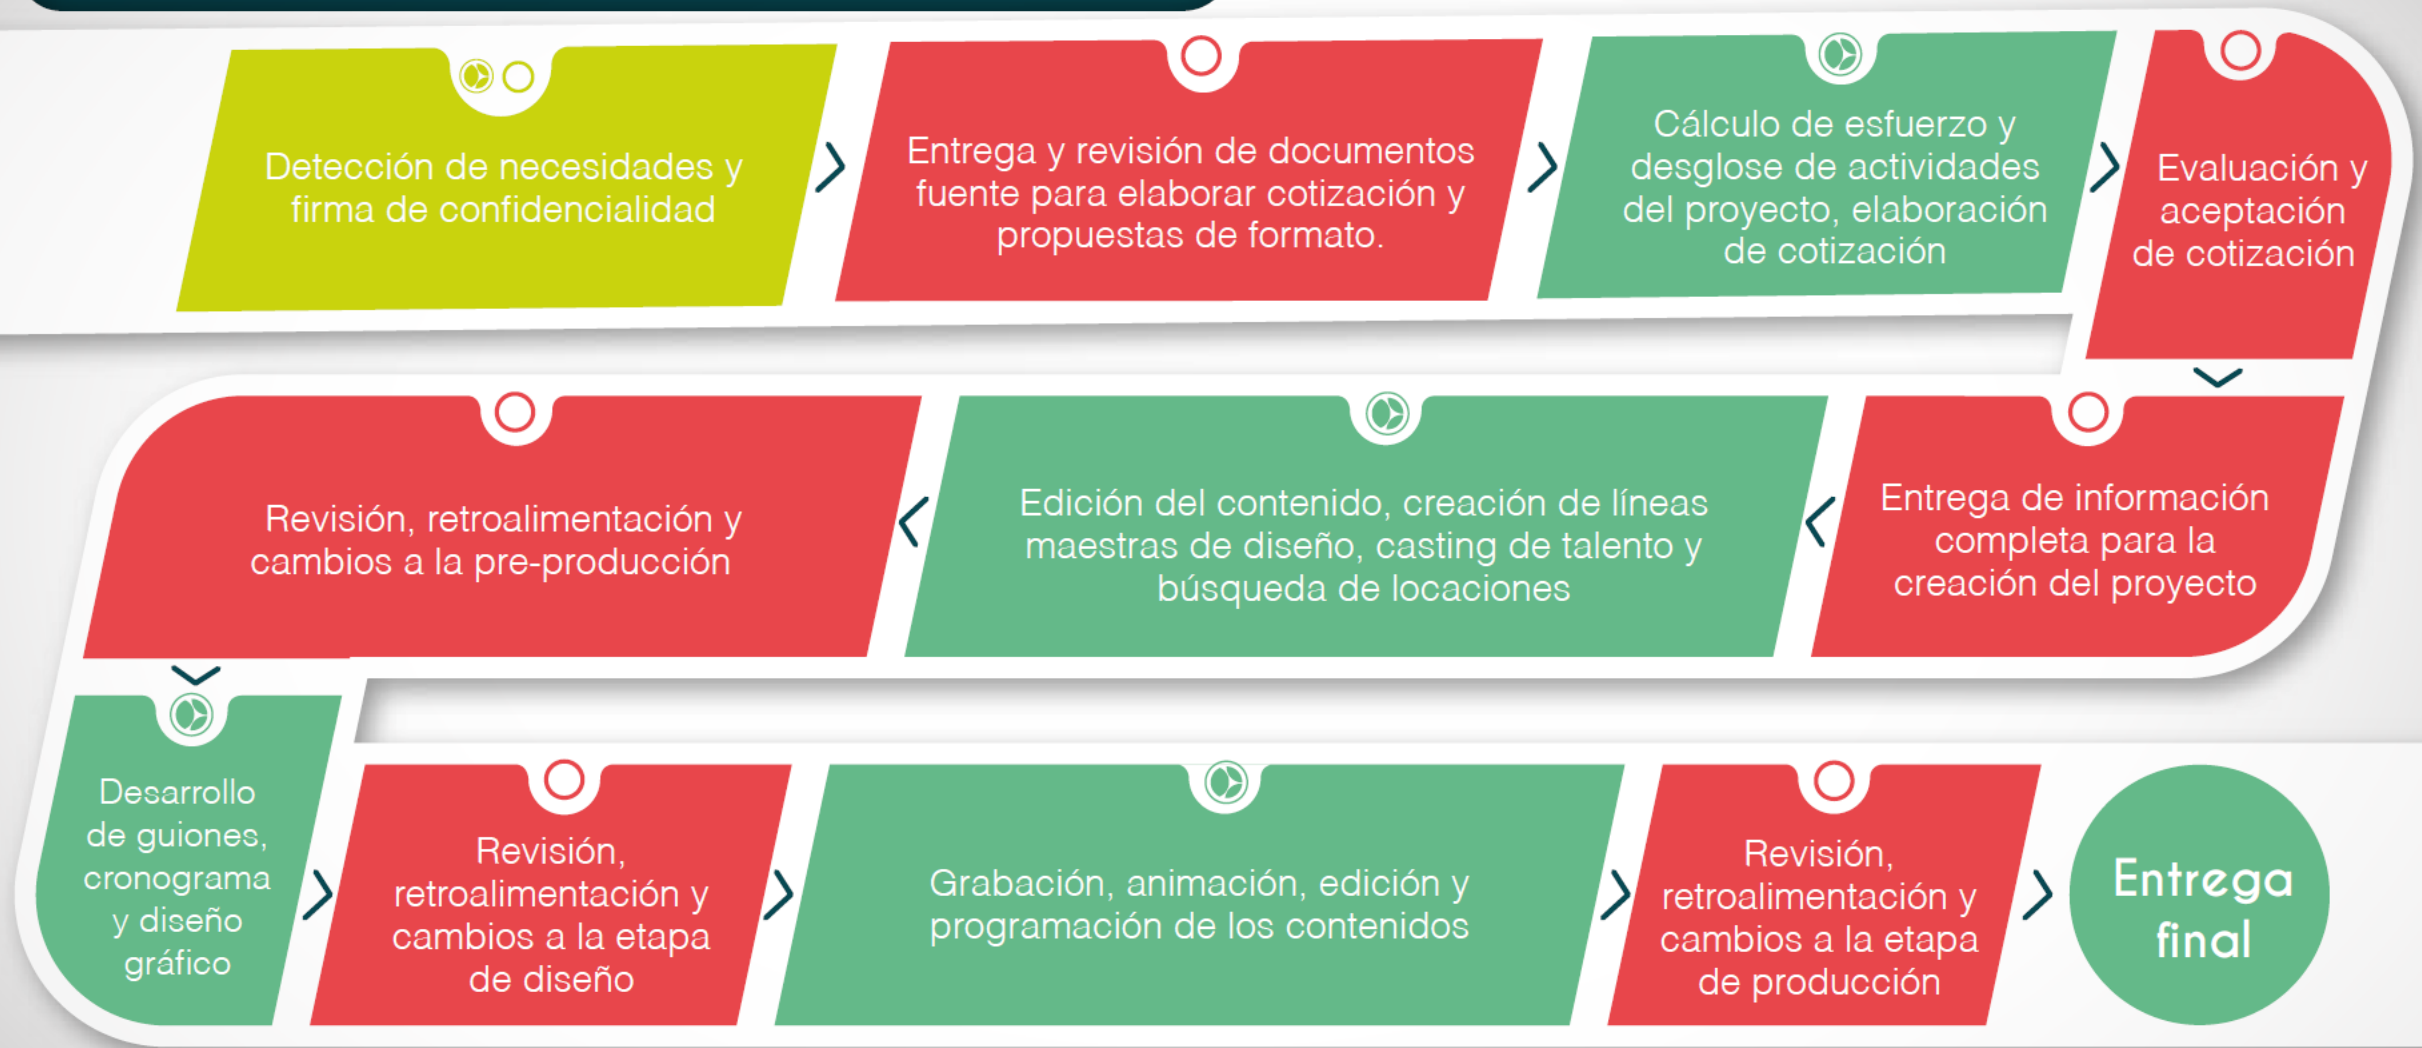 Detección de necesidades y
firma de confidencialidad
Entrega y revisión de documentos
fuente para elaborar cotización y
propuestas de formato.
Cálculo de esfuerzo y
desglose de actividades
del proyecto, elaboración
de cotización
Evaluación y
aceptación
de cotización
Entrega de información
completa para la
creación del proyecto
Edición del contenido, creación de líneas
maestras de diseño, casting de talento y
búsqueda de locaciones
Revisión, retroalimentación y
cambios a la pre-producción
Desarrollo
de guiones,
cronograma
y diseño
gráfico
Revisión,
retroalimentación y
cambios a la etapa
de diseño
Grabación, animación, edición y
programación de los contenidos
Revisión,
retroalimentación y
cambios a la etapa
de producción
Entrega
final